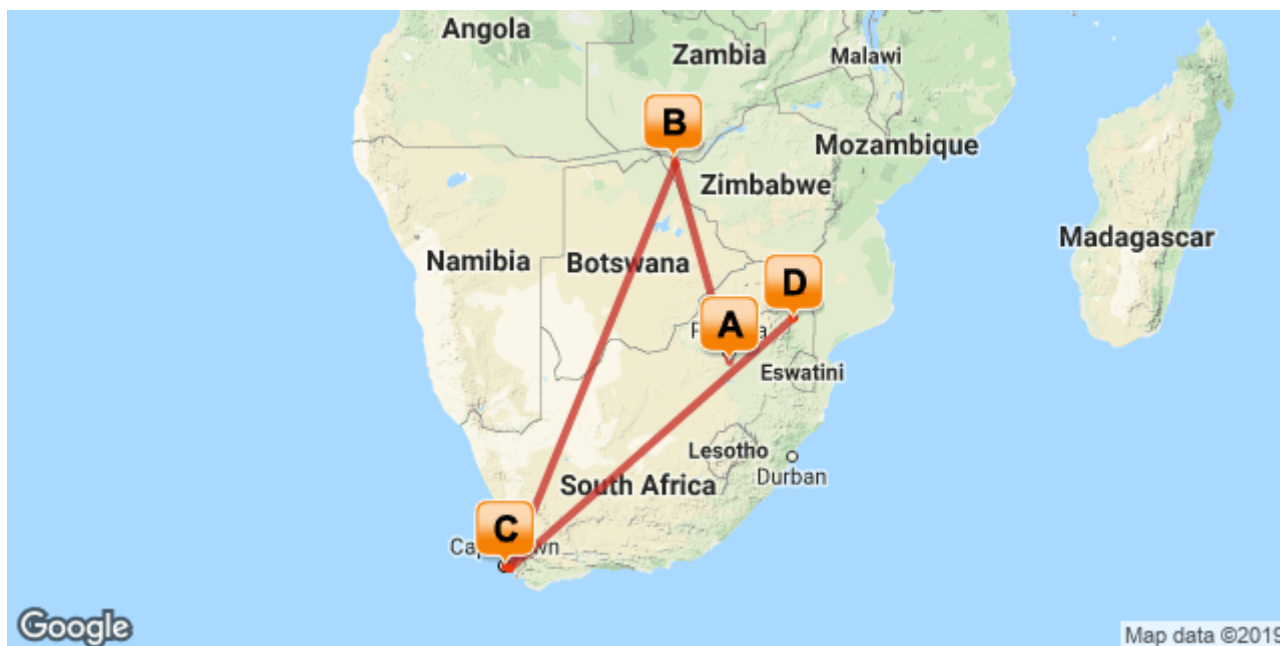 Angola
Zambia
Malawi
B
Mozambique
Zimbabwe
Madagascar
Namibia
Botswana
D
A
Eswatini
Lesotho
Durban
South Africa
C
Google
Map data ©2019